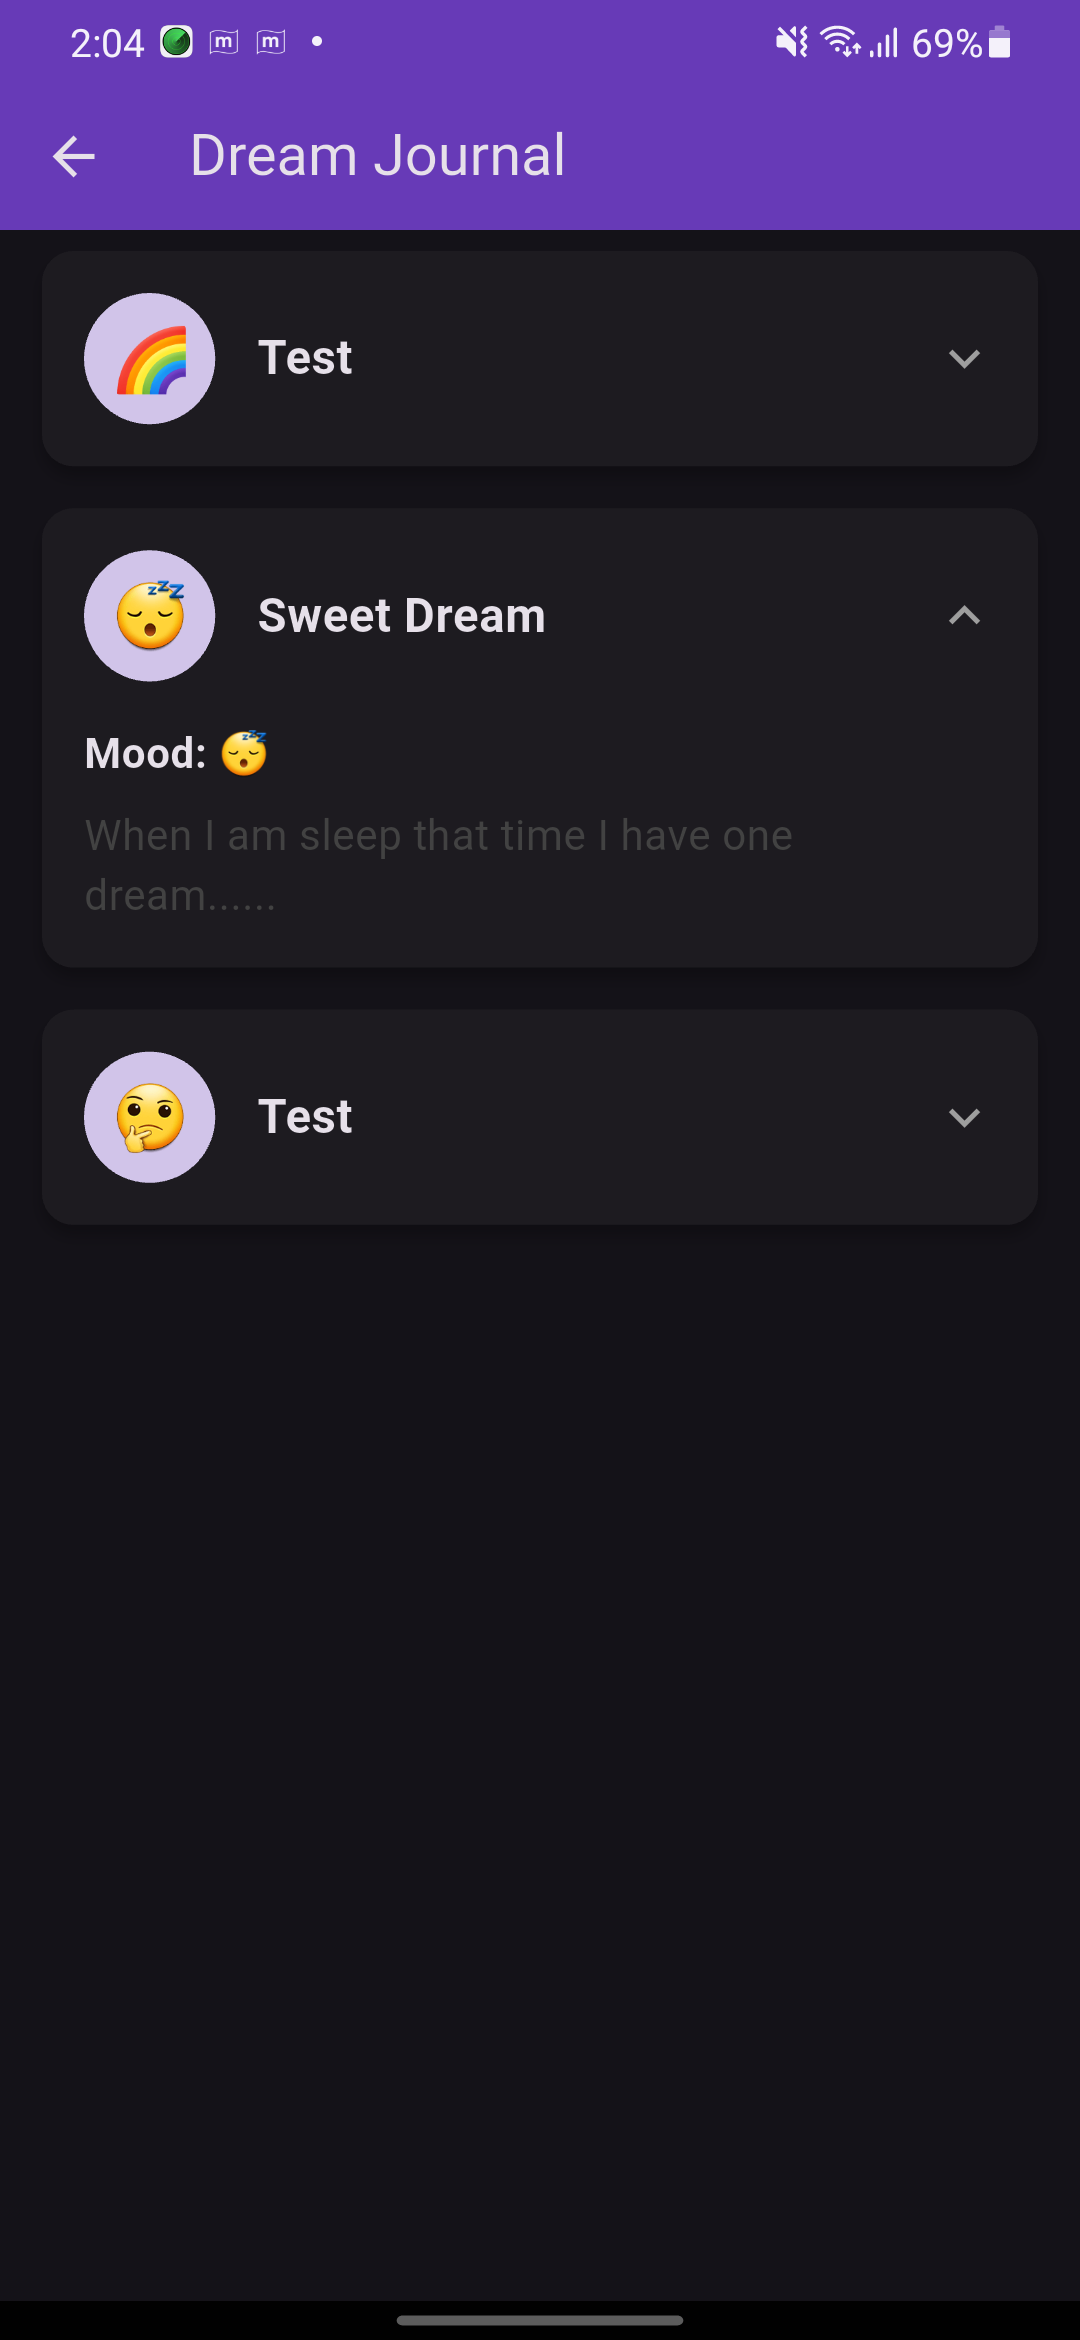 2:04 m m 69%
Dream Journal
Test
Sweet Dream
Mood: 😴
When I am sleep that time I have one
dream......
Test